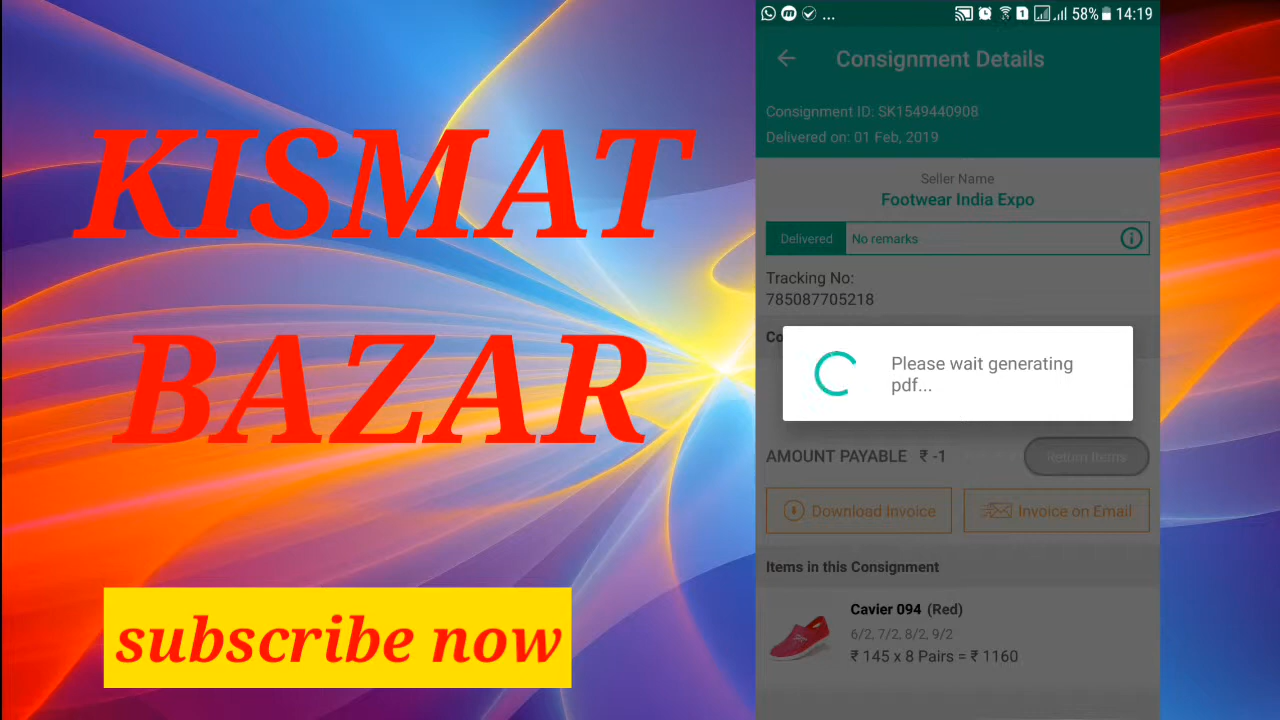 KISMAT
BAZAR
subscribe now
... 1 58% 14:19
Consignment Details
Consignment ID: SK1549440908
Delivered on: 01 Feb, 2019
Seller Name
Footwear India Expo
Delivered No remarks
Tracking No:
785087705218
Co
Please wait generating
pdf...
AMOUNT PAYABLE ₹ -1 Return Items
Download Invoice Invoice on Email
Items in this Consignment
Cavier 094 (Red)
6/2, 7/2, 8/2, 9/2
₹ 145 x 8 Pairs = ₹ 1160